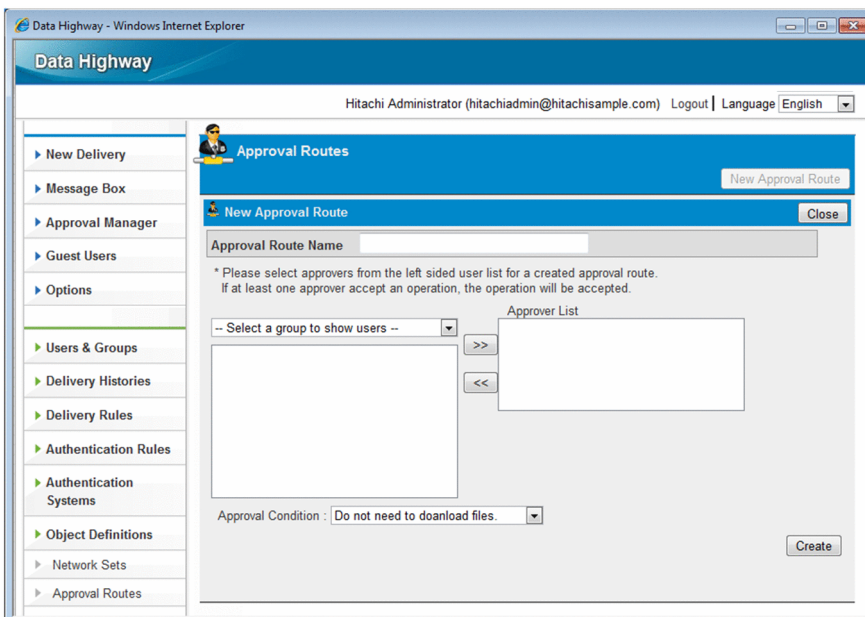 Data Highway - Windows Internet Explorer
Data Highway
Hitachi Administrator (hitachiadmin@hitachisample.com) Logout Language English
New Delivery
Message Box
Approval Manager
Guest Users
Options
Users & Groups
Delivery Histories
Delivery Rules
Authentication Rules
Authentication
Systems
Object Definitions
Network Sets
Approval Routes
Approval Routes
New Approval Route
New Approval Route
Close
Approval Route Name
* Please select approvers from the left sided user list for a created approval route.
If at least one approver accept an operation, the operation will be accepted.
Approver List
-- Select a group to show users --
>>
<<
Approval Condition : Do not need to doanload files.
Create